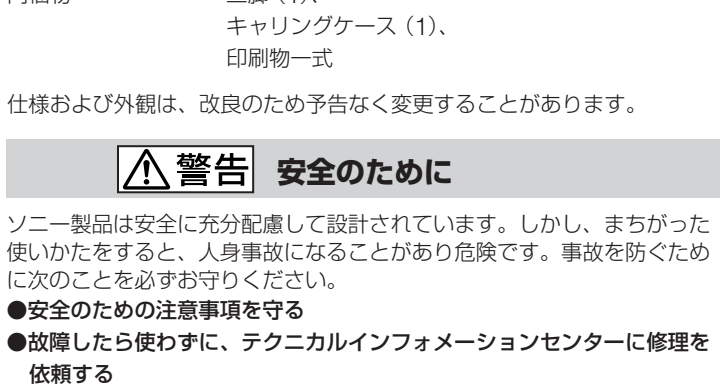 キャリングケース（1）、
印刷物一式
仕様および外観は、改良のため予告なく変更することがあります。
警告 安全のために
ソニー製品は安全に充分配慮して設計されています。しかし、まちがった
使いかたをすると、人身事故になることがあり危険です。事故を防ぐため
に次のことを必ずお守りください。
●安全のための注意事項を守る
●故障したら使わずに、テクニカルインフォメーションセンターに修理を
依頼する